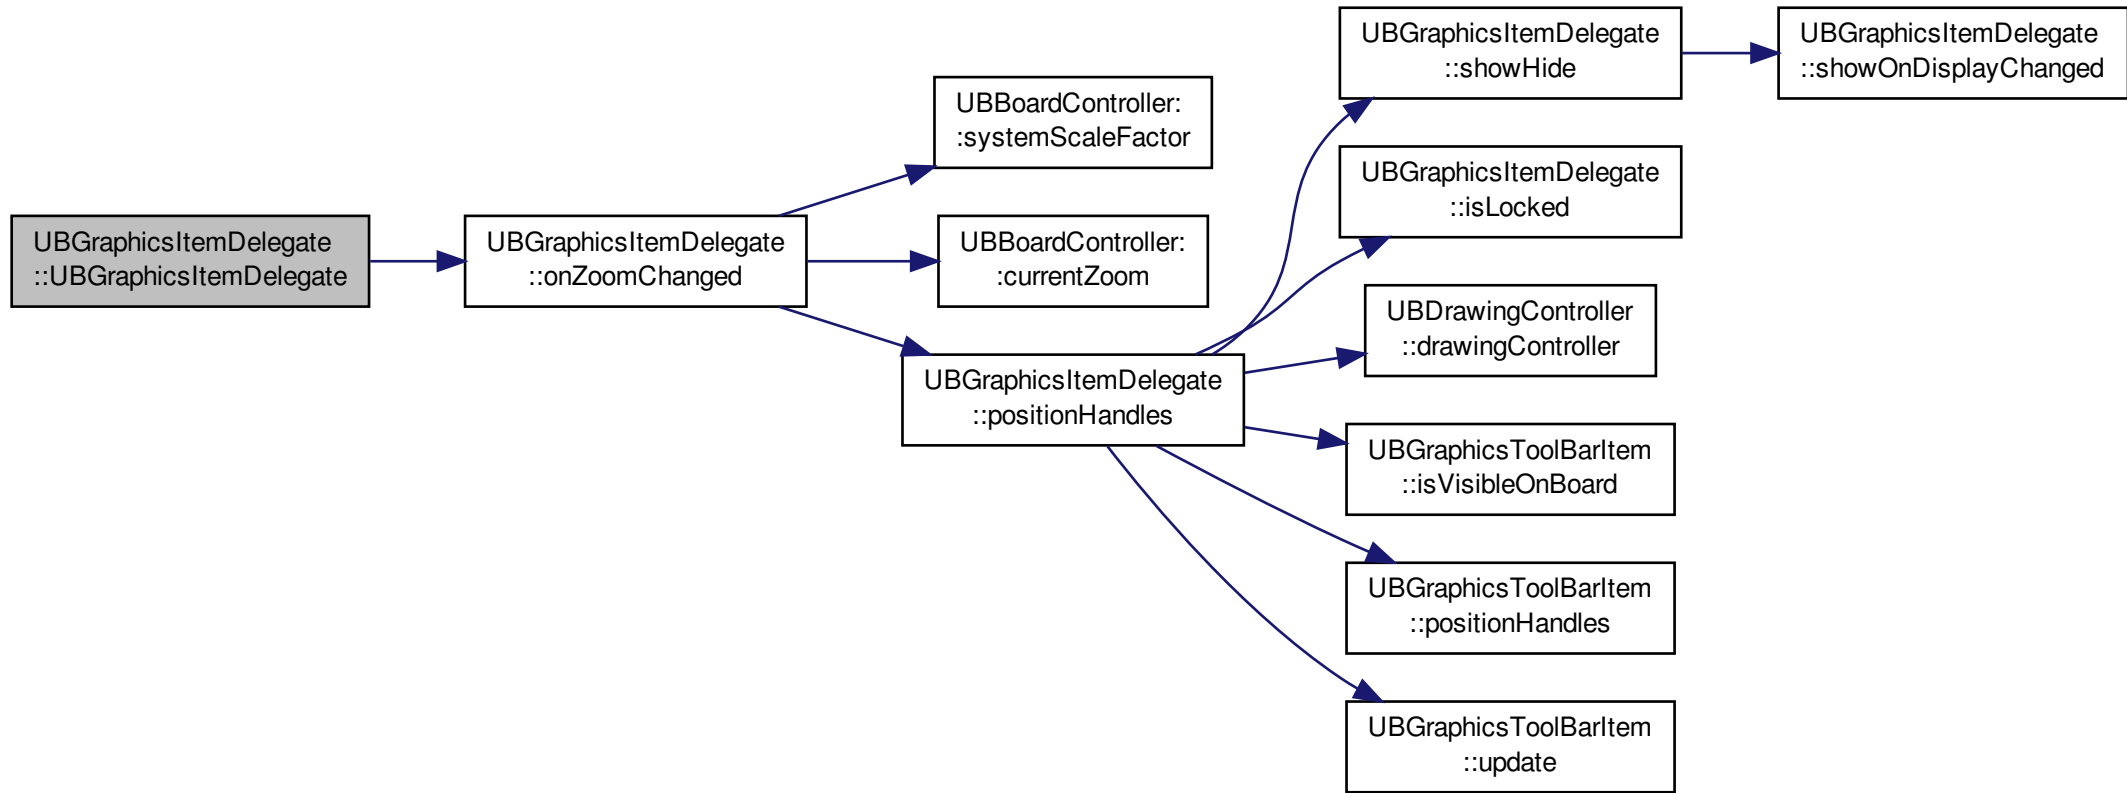 UBGraphicsItemDelegate
::UBGraphicsItemDelegate
UBGraphicsItemDelegate
::onZoomChanged
UBBoardController:
:systemScaleFactor
UBBoardController:
:currentZoom
UBGraphicsItemDelegate
::positionHandles
UBGraphicsItemDelegate
::showHide
UBGraphicsItemDelegate
::showOnDisplayChanged
UBGraphicsItemDelegate
::isLocked
UBDrawingController
::drawingController
UBGraphicsToolBarItem
::isVisibleOnBoard
UBGraphicsToolBarItem
::positionHandles
UBGraphicsToolBarItem
::update